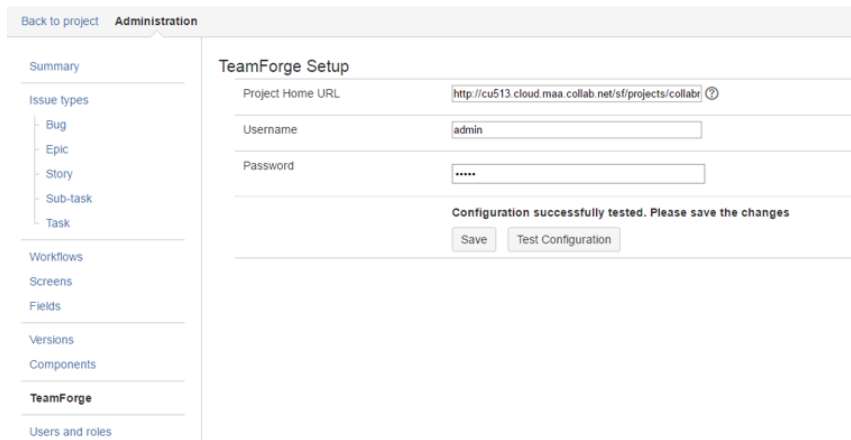 Back to project Administration
Summary
Issue types
Bug
Epic
Story
Sub-task
Task
Workflows
Screens
Fields
Versions
Components
TeamForge
Users and roles
TeamForge Setup
Project Home URL http://cu513.cloud.maa.collab.net/sf/projects/collabr ?
Username admin
Password •••••
Configuration successfully tested. Please save the changes
Save Test Configuration